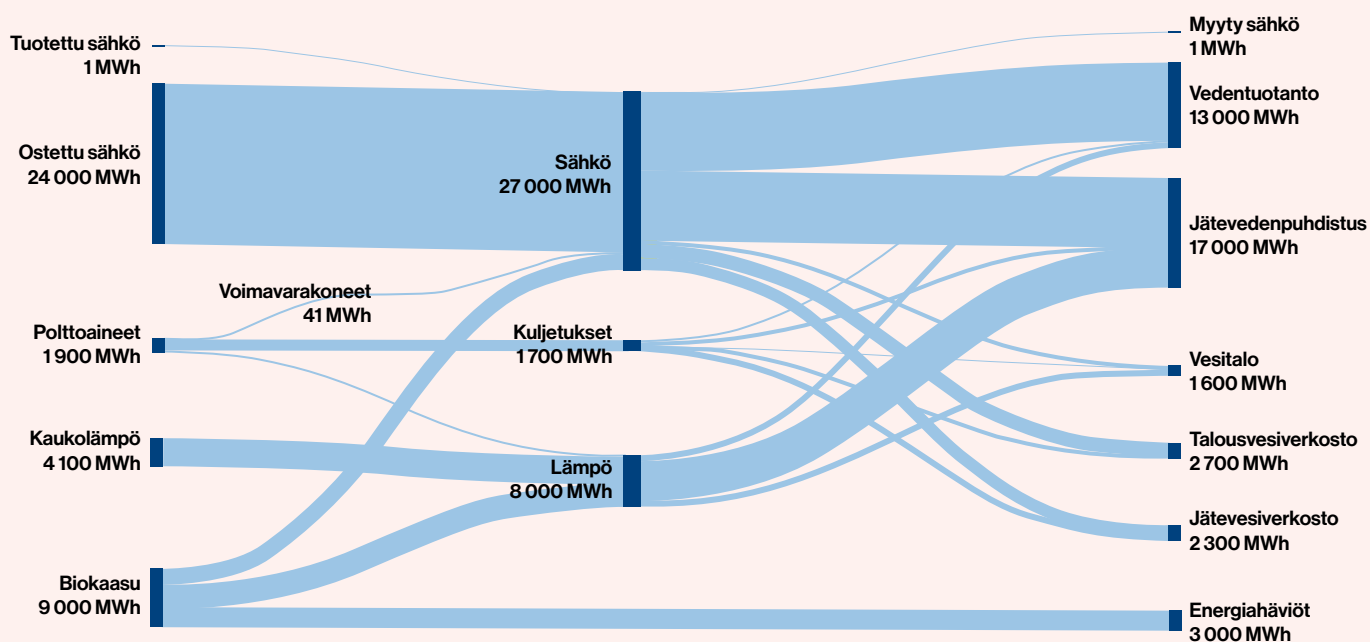 Tuotettu sähkö
1 MWh
Ostettu sähkö
24 000 MWh
Voimavarakoneet
41 MWh
Polttoaineet
1 900 MWh
Kaukolämpö
4 100 MWh
Biokaasu
9 000 MWh
Sähkö
27 000 MWh
Kuljetukset
1 700 MWh
Lämpö
8 000 MWh
Myyty sähkö
1 MWh
Vedentuotanto
13 000 MWh
Jätevedenpuhdistus
17 000 MWh
Vesitalo
1 600 MWh
Talousvesiverkosto
2 700 MWh
Jätevesiverkosto
2 300 MWh
Energiahäviöt
3 000 MWh